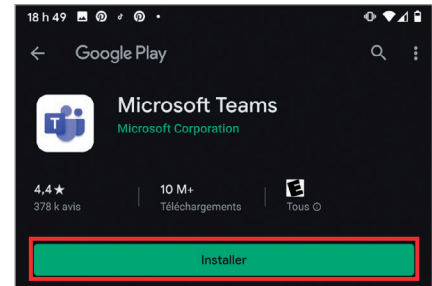 18 h 49
Google Play
Microsoft Teams
Microsoft Corporation
4,4★
378 k avis
10 M+
Téléchargements
E
Tous
Installer